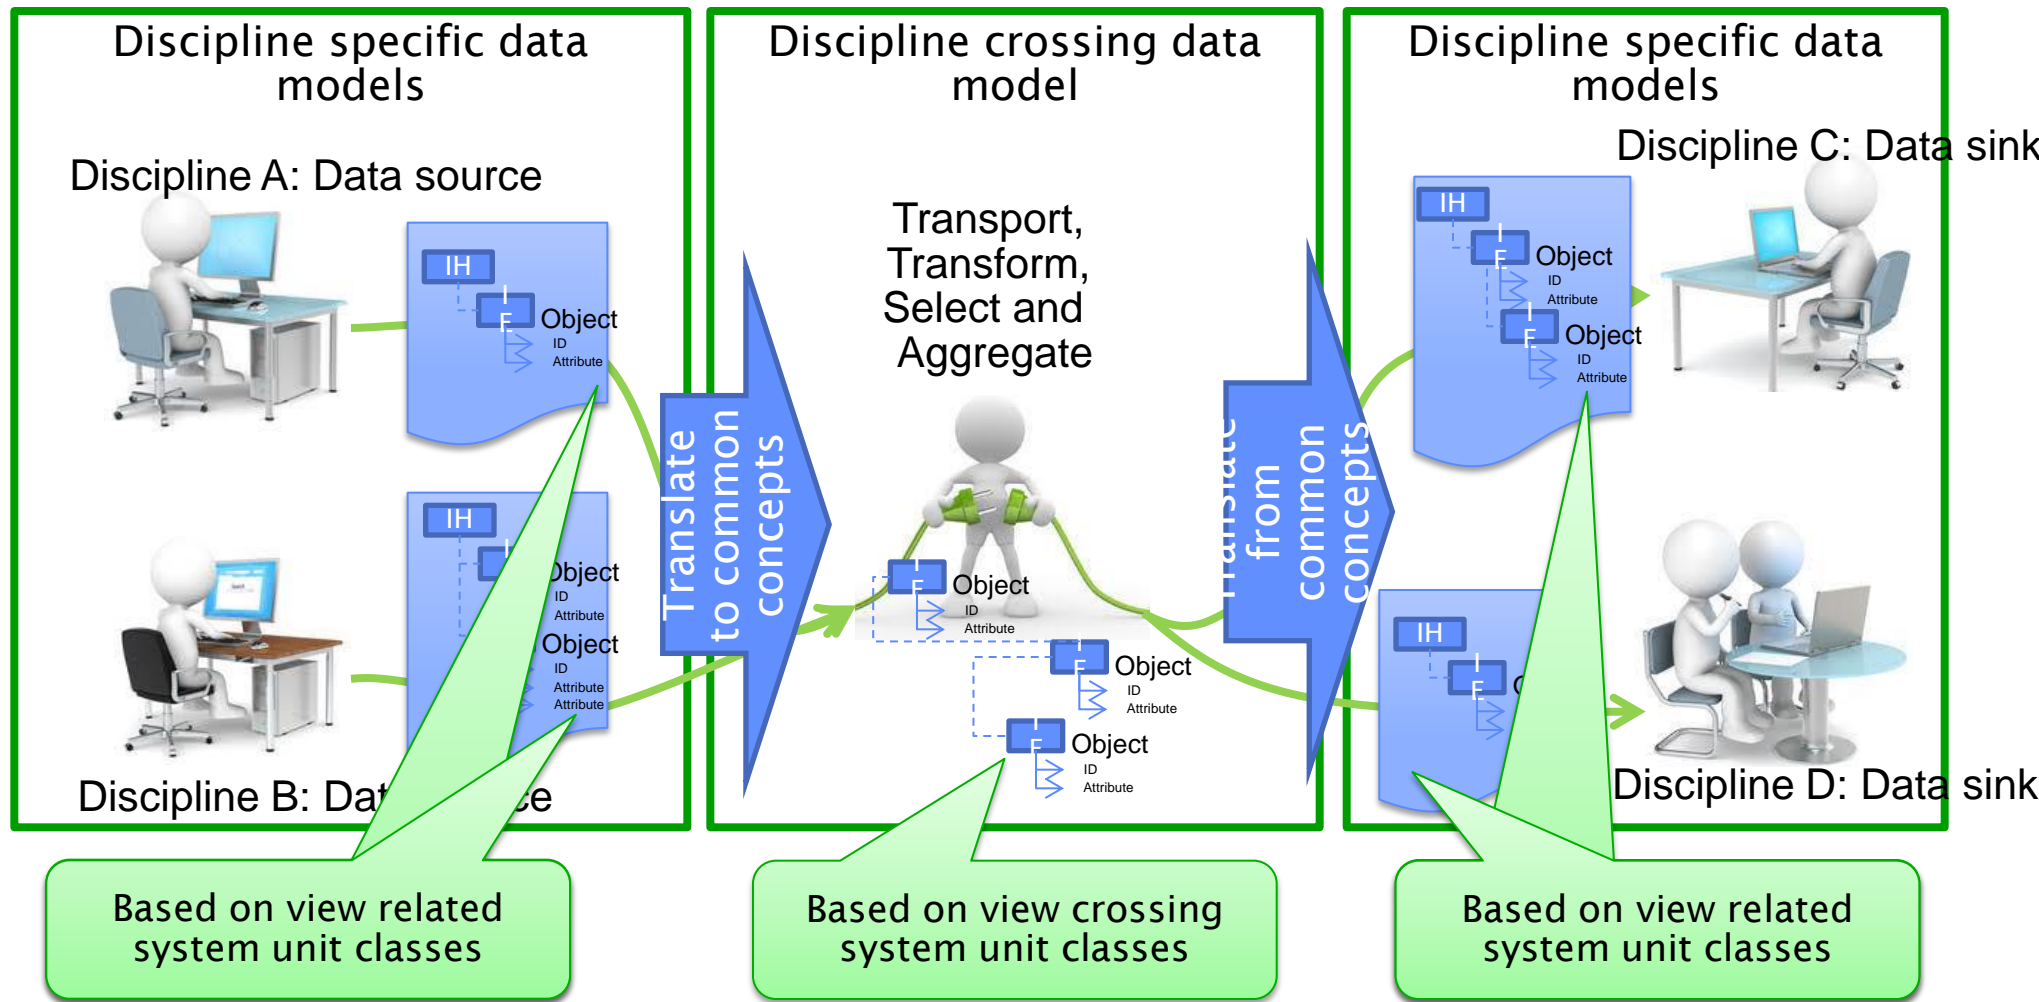 Discipline specific data
models
Discipline A: Data source
IH
I
E
Object
ID
Attribute
IH
I
Object
ID
Attribute
Object
ID
Attribute
Attribute
Discipline B: Dat
ce
Translate
to common
concepts
Discipline crossing data
model
Transport,
Transform,
Select and
Aggregate
I
E
Object
ID
Attribute
I
E
Object
ID
Attribute
I
E
Object
ID
Attribute
Translate
from
common
concepts
Discipline specific data
models
Discipline C: Data sink
IH
I
E
Object
ID
Attribute
I
E
Object
ID
Attribute
IH
I
E
Discipline D: Data sink
Based on view related
system unit classes
Based on view crossing
system unit classes
Based on view related
system unit classes